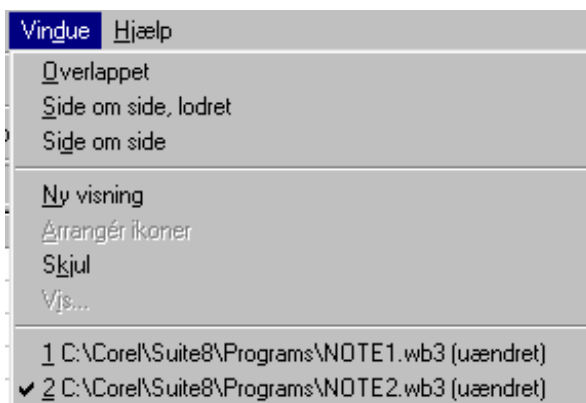 Vindue Hjælp
Overlappet
Side om side, lodret
Side om side
Ny visning
Arrangér ikoner
Skjul
Vis...
1 C:\Corel\Suite8\Programs\NOTE1.wb3 (uændret)
✔ 2 C:\Corel\Suite8\Programs\NOTE2.wb3 (uændret)